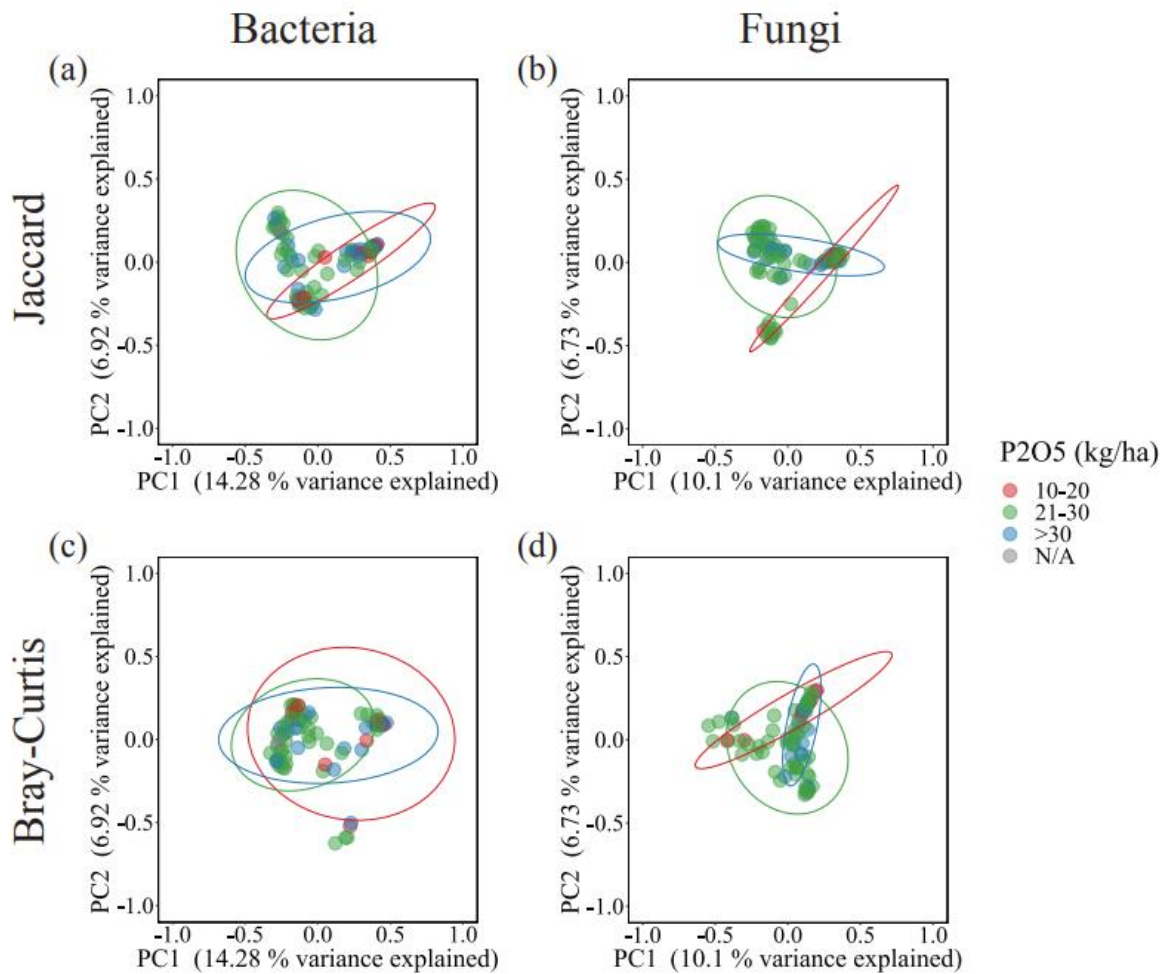 Bacteria
Fungi
Jaccard
Bray-Curtis
(a)
1.0
0.5
0.0
-0.5
-1.0
PC2 (6.92 % variance explained)
-1.0 -0.5 0.0 0.5 1.0
PC1 (14.28 % variance explained)
(b)
1.0
0.5
0.0
-0.5
-1.0
PC2 (6.73 % variance explained)
-1.0 -0.5 0.0 0.5 1.0
PC1 (10.1 % variance explained)
P2O5 (kg/ha)
10-20
21-30
>30
N/A
(c)
1.0
0.5
0.0
-0.5
-1.0
PC2 (6.92 % variance explained)
-1.0 -0.5 0.0 0.5 1.0
PC1 (14.28 % variance explained)
(d)
1.0
0.5
0.0
-0.5
-1.0
PC2 (6.73 % variance explained)
-1.0 -0.5 0.0 0.5 1.0
PC1 (10.1 % variance explained)